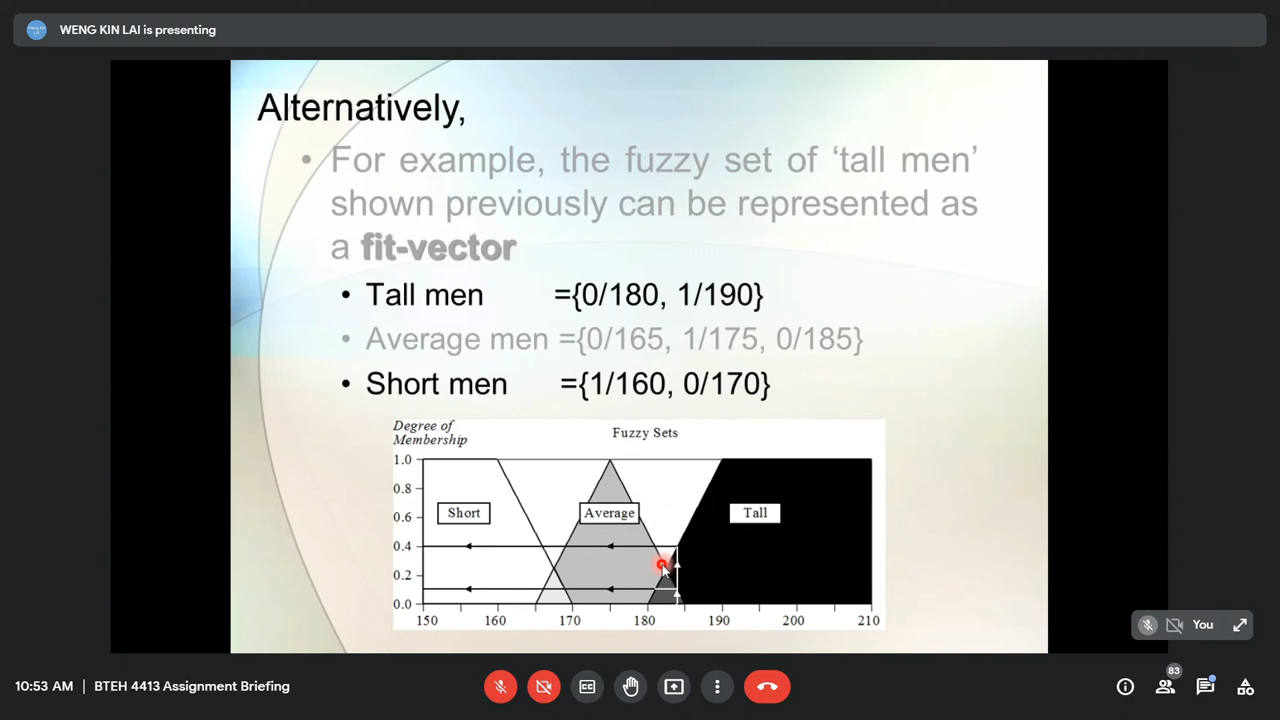 WENG KIN LAI is presenting
Alternatively,
• For example, the fuzzy set of ‘tall men’
shown previously can be represented as
a fit-vector
• Tall men ={0/180, 1/190}
• Average men ={0/165, 1/175, 0/185}
• Short men ={1/160, 0/170}
Degree of
Membership
Fuzzy Sets
1.0
0.8
0.6
0.4
0.2
0.0
Short
Average
Tall
150 160 170 180 190 200 210
You
10:53 AM | BTEH 4413 Assignment Briefing
83